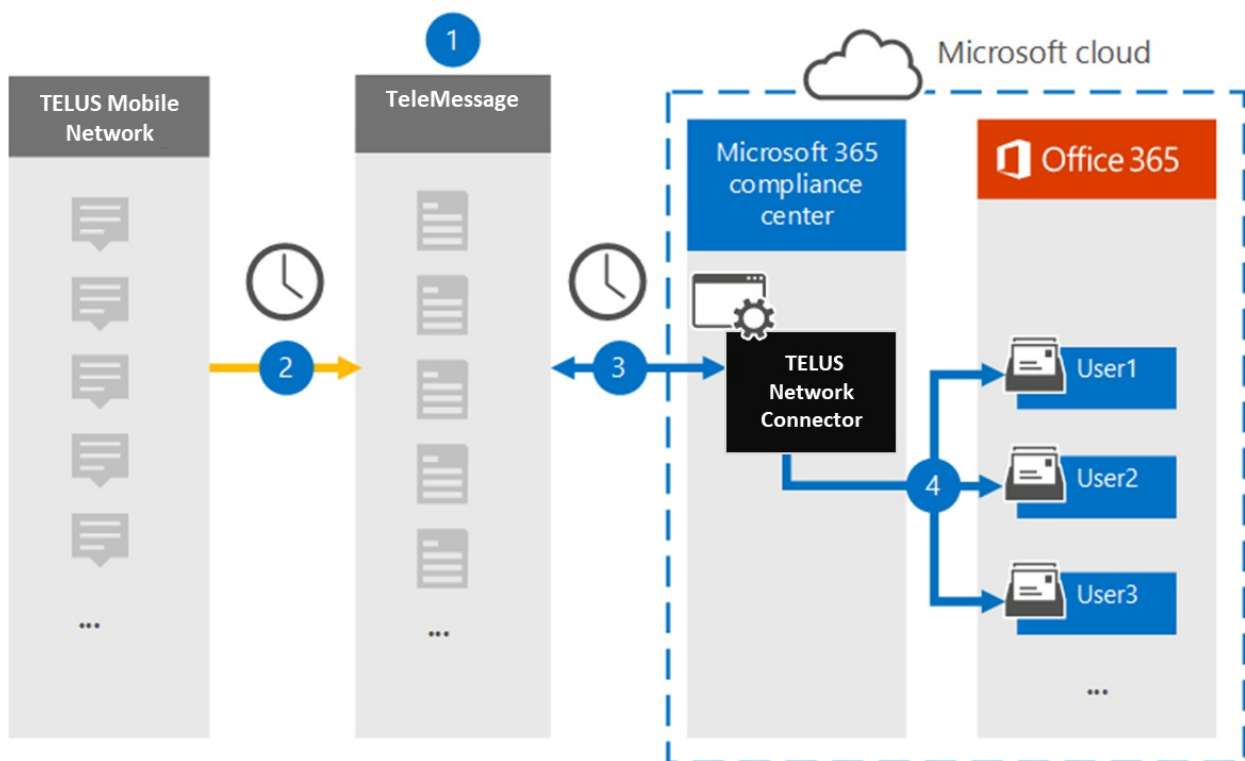 1
Microsoft cloud
TELUS Mobile
Network
TeleMessage
Microsoft 365
compliance
center
Office 365
2
3
TELUS
Network
Connector
4
User1
User2
User3
...
...
...